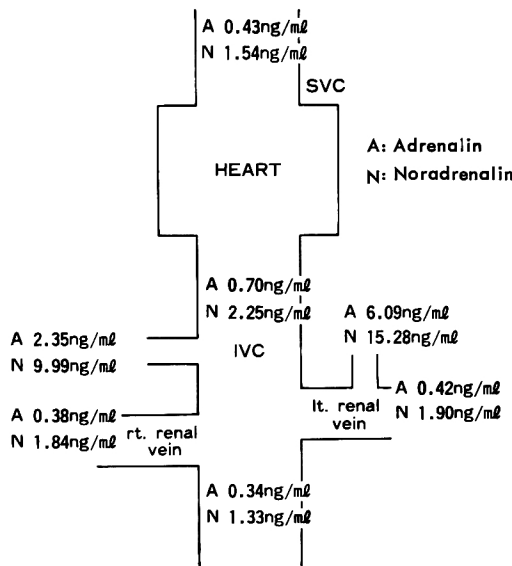 A 0.43ng/mℓ
N 1.54ng/mℓ
SVC
HEART
A: Adrenalin
N: Noradrenalin
A 0.70ng/mℓ
N 2.25ng/mℓ
A 6.09ng/mℓ
N 15.28ng/mℓ
A 2.35ng/mℓ
N 9.99ng/mℓ
IVC
A 0.42ng/mℓ
N 1.90ng/mℓ
lt. renal
vein
A 0.38ng/mℓ
N 1.84ng/mℓ
rt. renal
vein
A 0.34ng/mℓ
N 1.33ng/mℓ